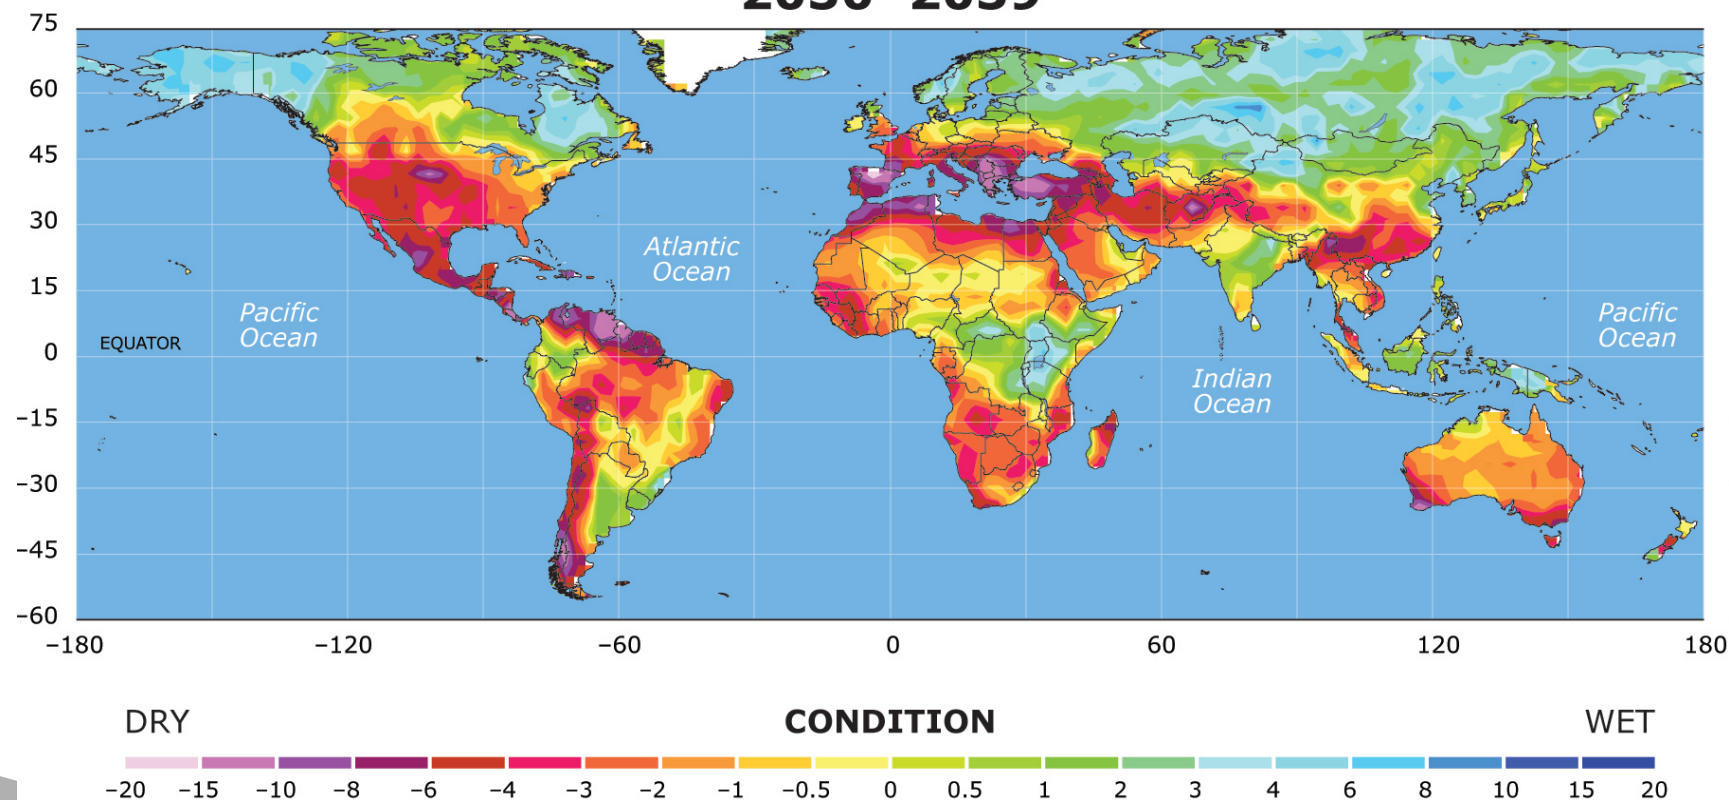 75
60
45
30
15
0
–15
–30
–45
–60
Atlantic
Ocean
Pacific
Ocean
EQUATOR
Indian
Ocean
Pacific
Ocean
–180 –120 –60 0 60 120 180
DRY CONDITION WET
–20 –15 –10 –8 –6 –4 –3 –2 –1 –0.5 0 0.5 1 2 3 4 6 8 10 15 20